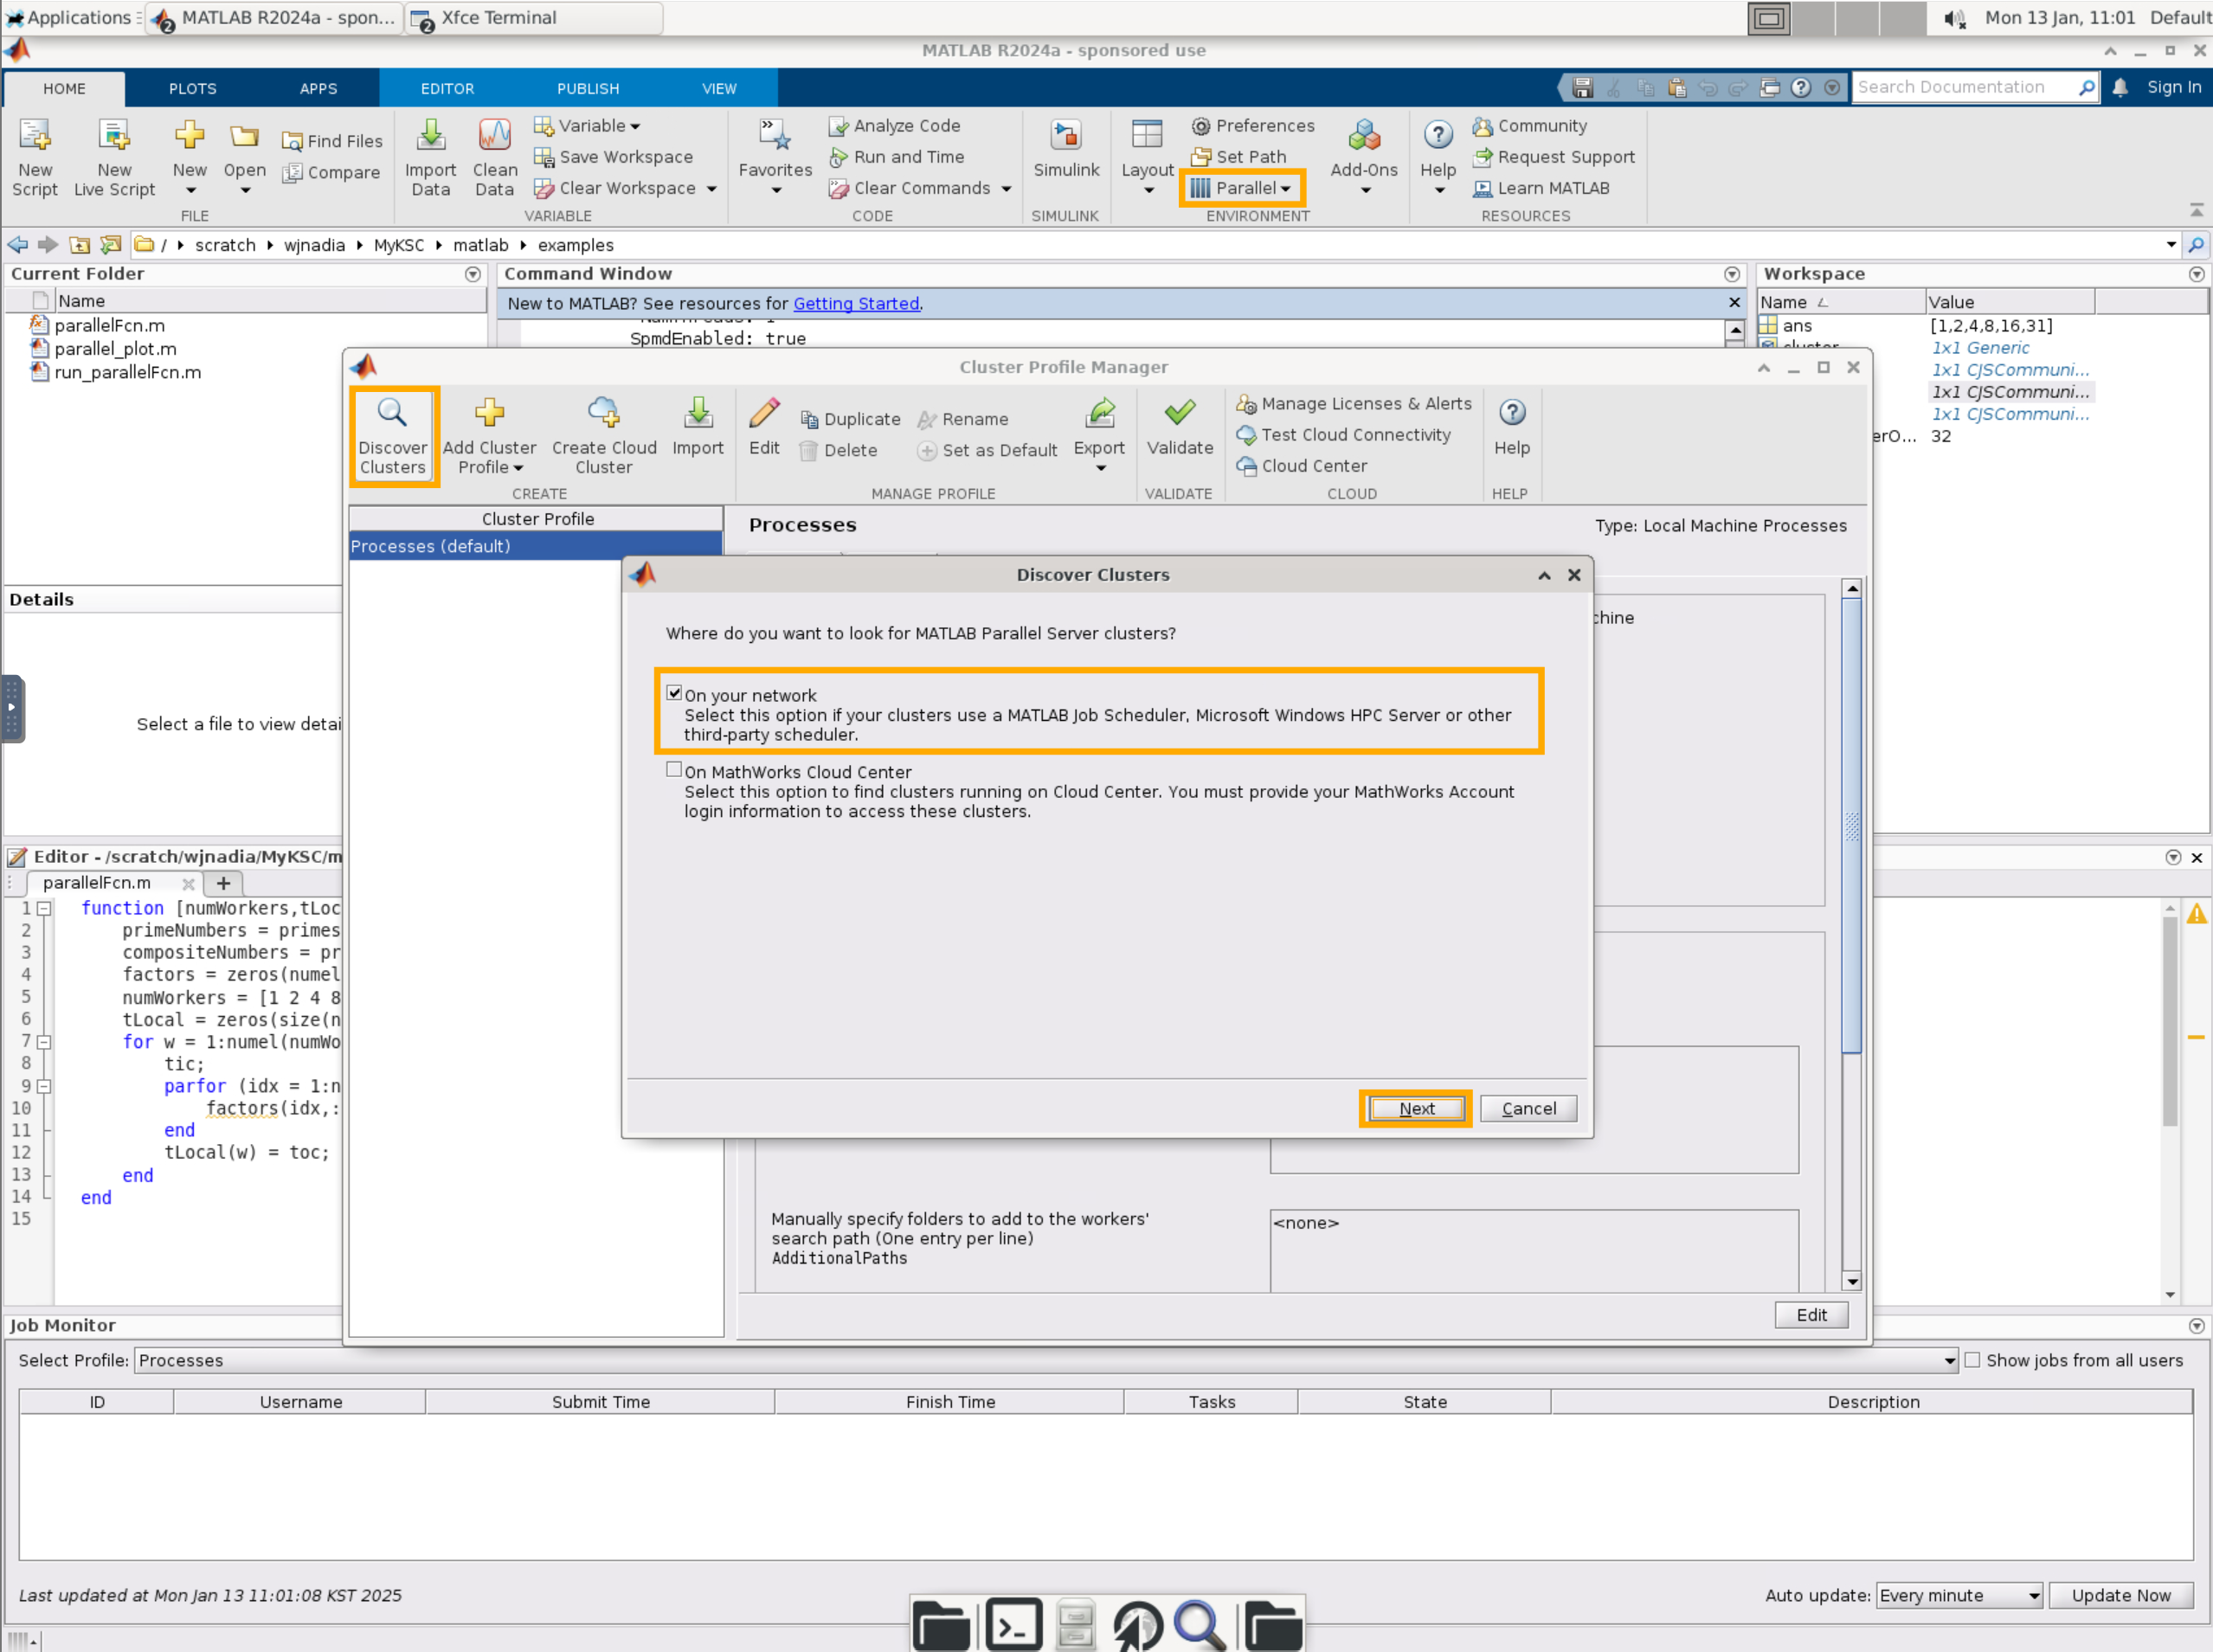 Applications
MATLAB R2024a - spon...
Xfce Terminal
Mon 13 Jan, 11:01 Default
MATLAB R2024a - sponsored use
HOME PLOTS APPS EDITOR PUBLISH VIEW
Search Documentation
Sign In
New Script
New Live Script
New
Open
Find Files
Compare
FILE
Import Data
Clean Data
Variable
Save Workspace
Clear Workspace
VARIABLE
Favorites
Analyze Code
Run and Time
Clear Commands
CODE
Simulink
SIMULINK
Layout
Preferences
Set Path
Parallel
Add-Ons
ENVIRONMENT
Help
Community
Request Support
Learn MATLAB
RESOURCES
/ scratch wjnadia MyKSC matlab examples
Current Folder
Name
parallelFcn.m
parallel_plot.m
run_parallelFcn.m
Details
Select a file to view detai
Command Window
New to MATLAB? See resources for Getting Started.
SpmdEnabled: true
Workspace
Name Value
ans [1,2,4,8,16,31]
cluster 1x1 Generic
1x1 CJSCommuni...
1x1 CJSCommuni...
1x1 CJSCommuni...
erO... 32
Cluster Profile Manager
Discover Clusters
Add Cluster Profile
Create Cloud Cluster
Import
CREATE
Edit
Duplicate
Delete
Rename
Set as Default
Export
MANAGE PROFILE
Validate
VALIDATE
Manage Licenses & Alerts
Test Cloud Connectivity
Cloud Center
CLOUD
Help
HELP
Cluster Profile
Processes (default)
Processes
Type: Local Machine Processes
chine
Discover Clusters
Where do you want to look for MATLAB Parallel Server clusters?
On your network
Select this option if your clusters use a MATLAB Job Scheduler, Microsoft Windows HPC Server or other
third-party scheduler.
On MathWorks Cloud Center
Select this option to find clusters running on Cloud Center. You must provide your MathWorks Account
login information to access these clusters.
Next
Cancel
Manually specify folders to add to the workers'
search path (One entry per line)
AdditionalPaths
<none>
Edit
Editor - /scratch/wjnadia/MyKSC/m
parallelFcn.m
1 function [numWorkers,tLoc
2 primeNumbers = primes
3 compositeNumbers = pr
4 factors = zeros(numel
5 numWorkers = [1 2 4 8
6 tLocal = zeros(size(n
7 for w = 1:numel(numWo
8 tic;
9 parfor (idx = 1:n
10 factors(idx,:
11 end
12 tLocal(w) = toc;
13 end
14 end
15
Job Monitor
Select Profile: Processes
Show jobs from all users
ID Username Submit Time Finish Time Tasks State Description
Last updated at Mon Jan 13 11:01:08 KST 2025
Auto update: Every minute
Update Now